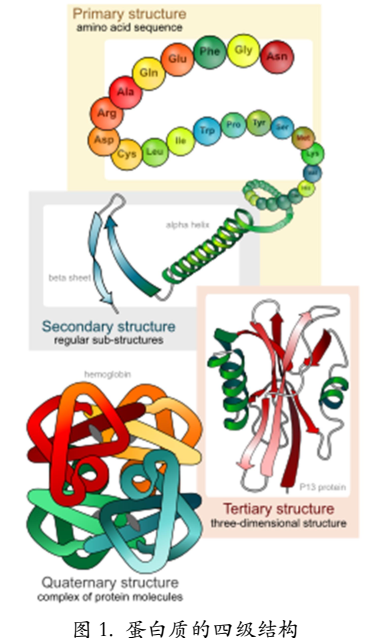 Primary structure
amino acid sequence
Asn
Gly
Phe
Glu
Gln
Ala
Arg
Asp
Cys
Leu
Ile
Trp
Pro
Tyr
Ser
Met
Lys
alpha helix
beta sheet
Secondary structure
regular sub-structures
hemoglobin
P13 protein
Tertiary structure
three-dimensional structure
Quaternary structure
complex of protein molecules
图 1. 蛋白质的四级结构